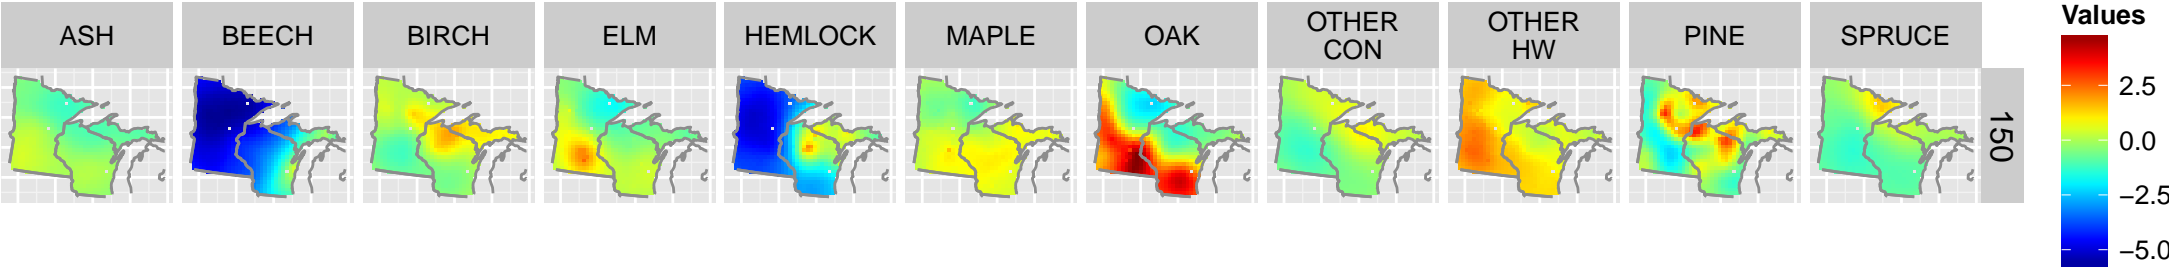 ASH
BEECH
BIRCH
ELM
HEMLOCK
MAPLE
OAK
OTHER
CON
OTHER
HW
PINE
SPRUCE
150
Values
2.5
0.0
−2.5
−5.0